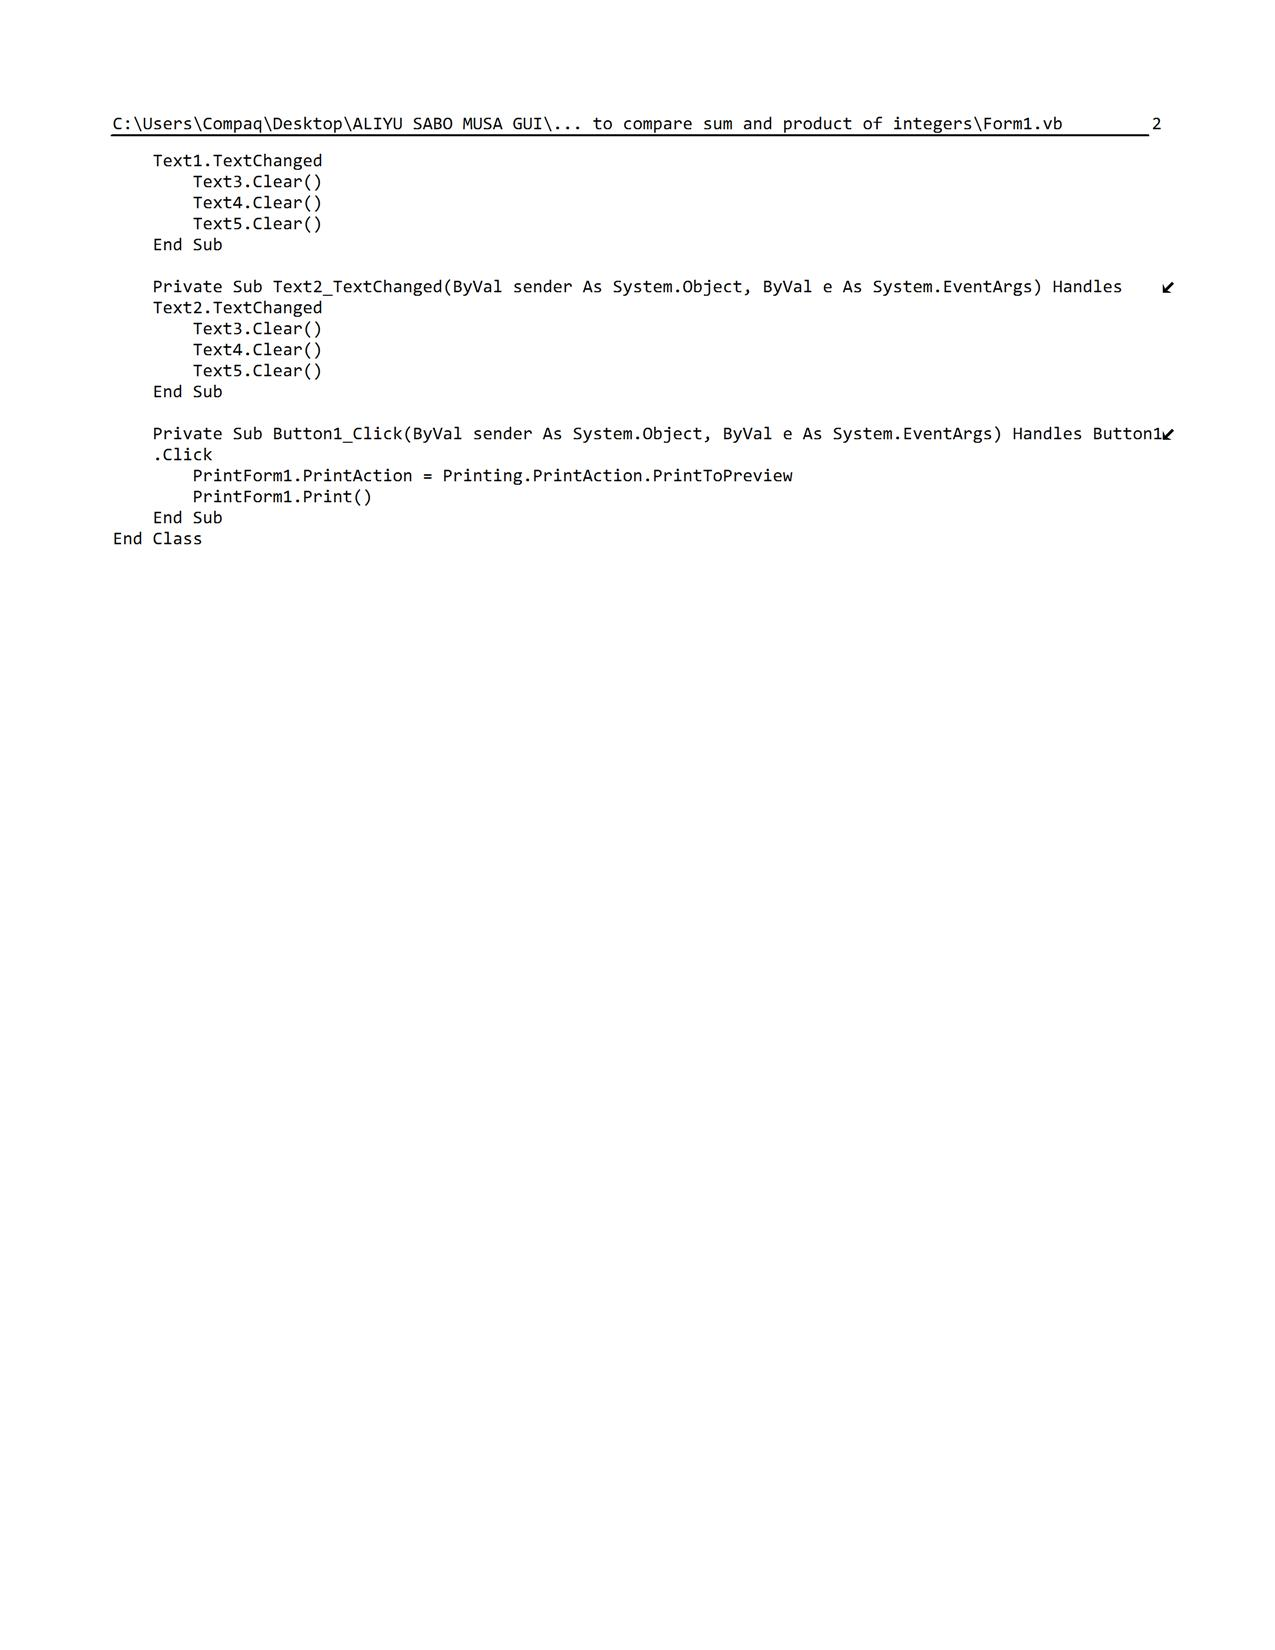 C:\Users\Compaq\Desktop\ALIYU SABO MUSA GUI\... to compare sum and product of integers\Form1.vb 2
    Text1.TextChanged
        Text3.Clear()
        Text4.Clear()
        Text5.Clear()
    End Sub

    Private Sub Text2_TextChanged(ByVal sender As System.Object, ByVal e As System.EventArgs) Handles ↙
    Text2.TextChanged
        Text3.Clear()
        Text4.Clear()
        Text5.Clear()
    End Sub

    Private Sub Button1_Click(ByVal sender As System.Object, ByVal e As System.EventArgs) Handles Button1↙
    .Click
        PrintForm1.PrintAction = Printing.PrintAction.PrintToPreview
        PrintForm1.Print()
    End Sub
End Class